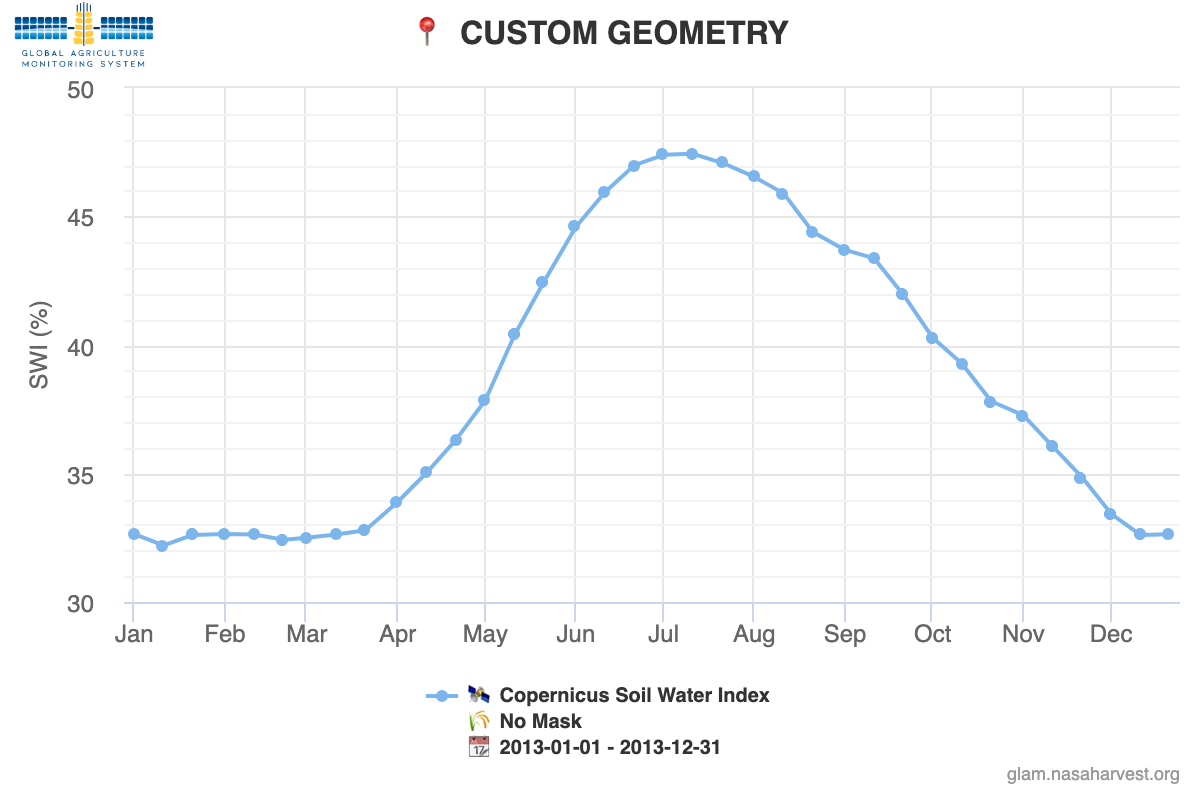 GLOBAL AGRICULTURE
MONITORING SYSTEM
CUSTOM GEOMETRY
50
45
40
35
30
SWI (%)
Jan Feb Mar Apr May Jun Jul Aug Sep Oct Nov Dec
Copernicus Soil Water Index
No Mask
17
2013-01-01 - 2013-12-31
glam.nasaharvest.org